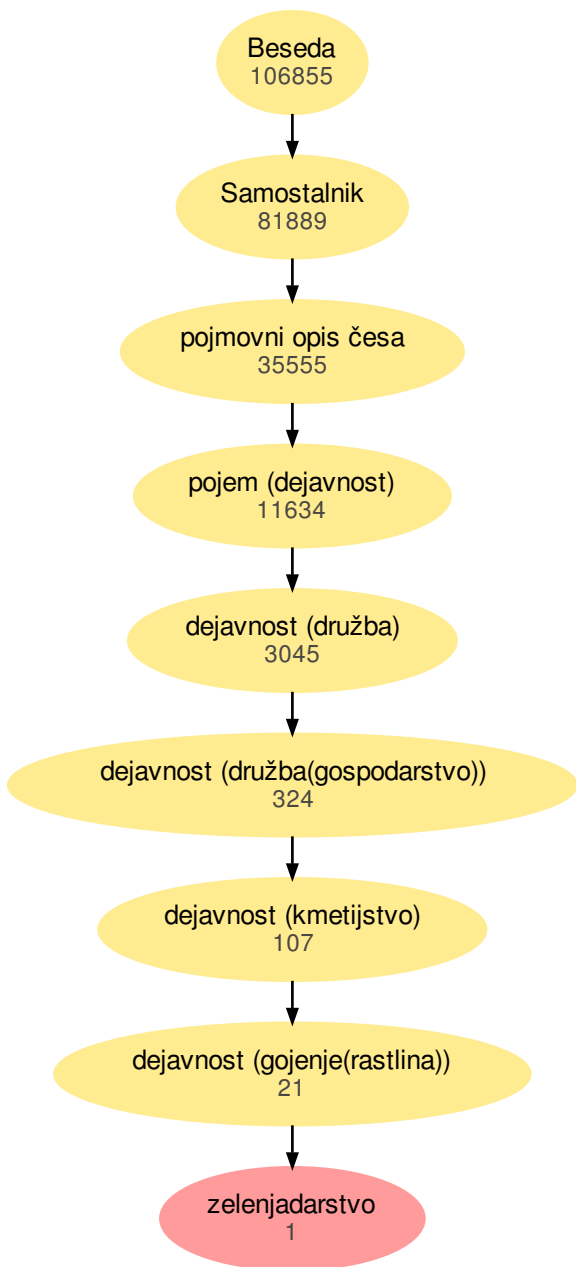 Beseda
106855
Samostalnik
81889
pojmovni opis česa
35555
pojem (dejavnost)
11634
dejavnost (družba)
3045
dejavnost (družba(gospodarstvo))
324
dejavnost (kmetijstvo)
107
dejavnost (gojenje(rastlina))
21
zelenjadarstvo
1